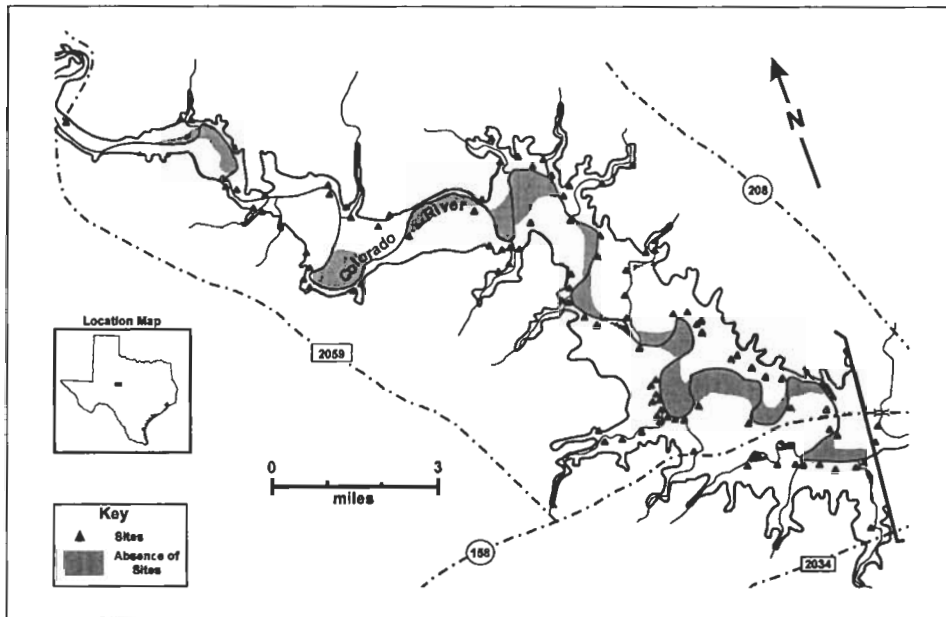 N
208
Colorado River
Location Map
2059
0 3
miles
Key
Sites
Absence of
Sites
158
2034